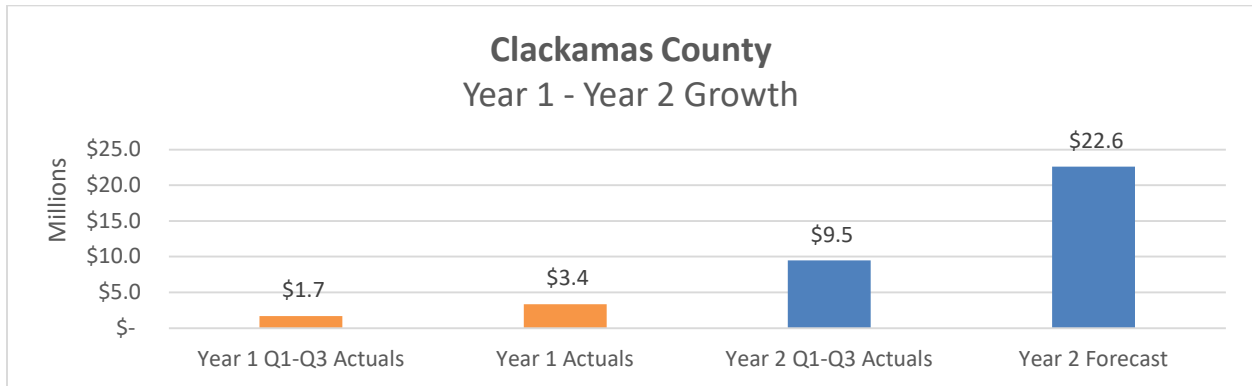 Clackamas County
Year 1 - Year 2 Growth
Millions
$25.0
$20.0
$15.0
$10.0
$5.0
$-
$1.7
$3.4
$9.5
$22.6
Year 1 Q1-Q3 Actuals
Year 1 Actuals
Year 2 Q1-Q3 Actuals
Year 2 Forecast